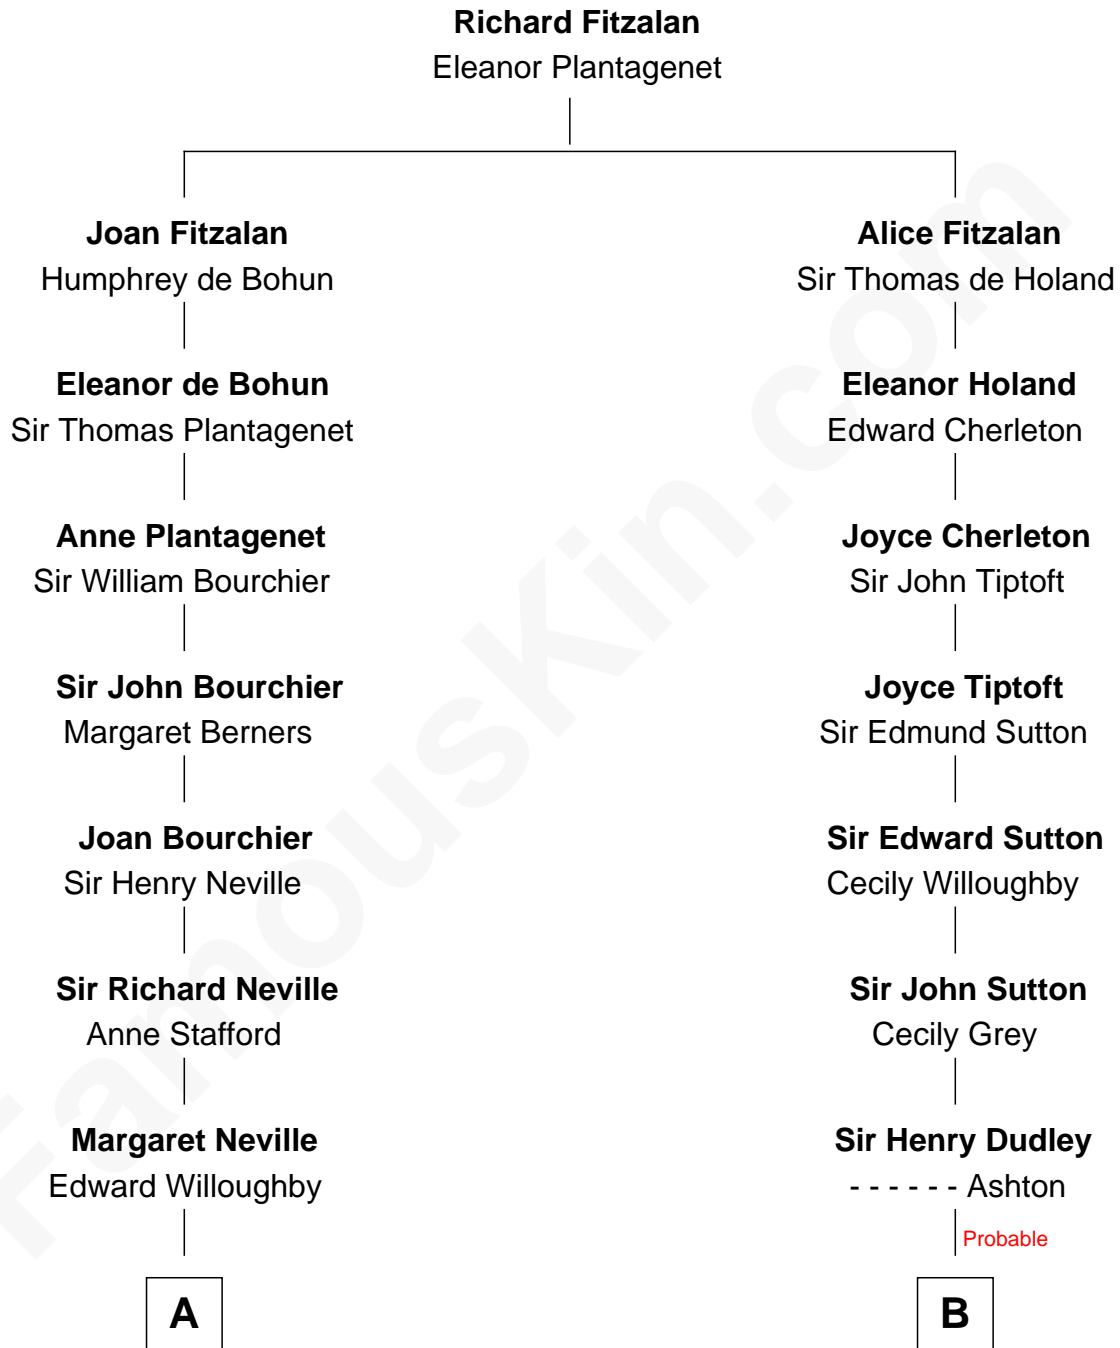 Richard Fitzalan
Eleanor Plantagenet
Joan Fitzalan
Humphrey de Bohun
Alice Fitzalan
Sir Thomas de Holand
Eleanor de Bohun
Sir Thomas Plantagenet
Eleanor Holand
Edward Cherleton
Anne Plantagenet
Sir William Bourchier
Joyce Cherleton
Sir John Tiptoft
Sir John Bourchier
Margaret Berners
Joyce Tiptoft
Sir Edmund Sutton
Joan Bourchier
Sir Henry Neville
Sir Edward Sutton
Cecily Willoughby
Sir Richard Neville
Anne Stafford
Sir John Sutton
Cecily Grey
Margaret Neville
Edward Willoughby
Sir Henry Dudley
- - - - - - Ashton
Probable
A
B
FamousKin.com